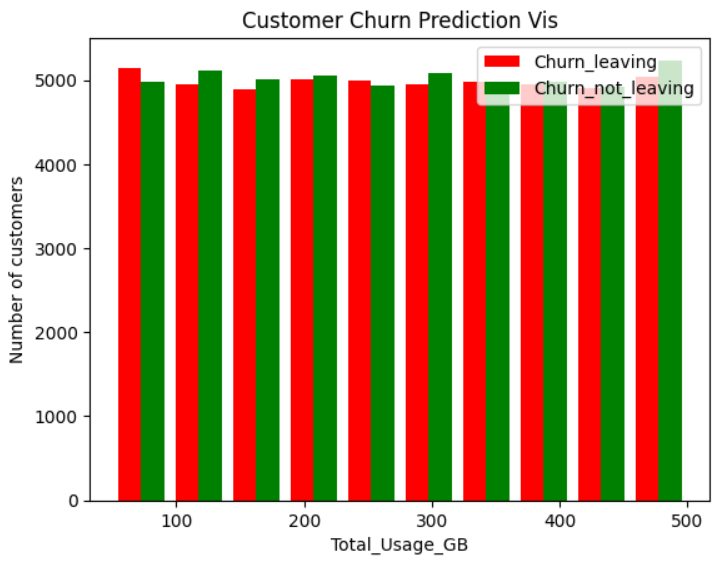 Customer Churn Prediction Vis
Churn_leaving
Churn_not_leaving
5000
4000
3000
2000
1000
0
Number of customers
100 200 300 400 500
Total_Usage_GB